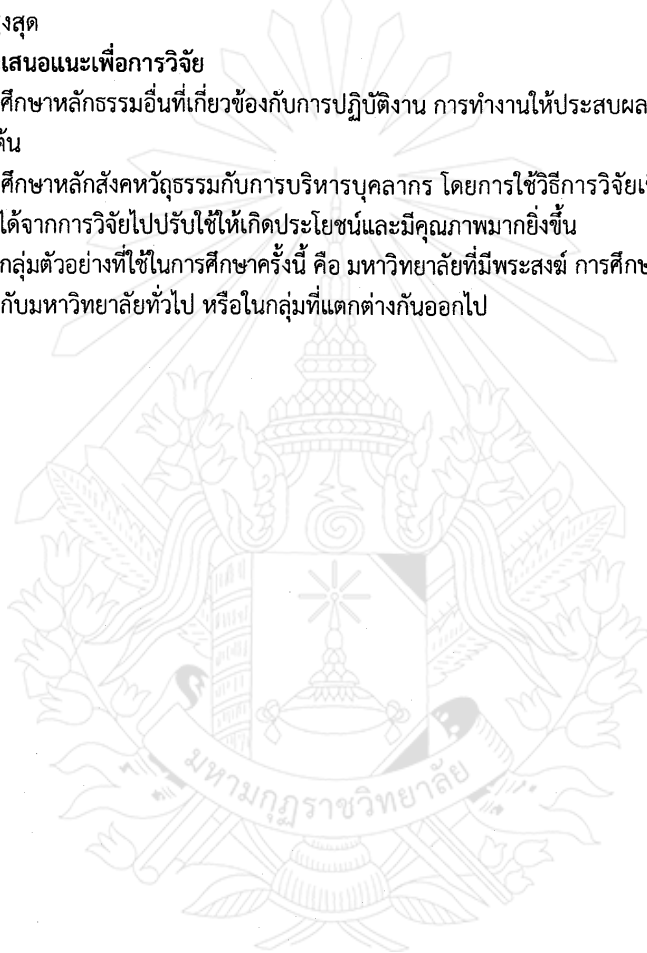 งสุด
เสนอแนะเพื่อการวิจัย
ศึกษาหลักธรรมอื่นที่เกี่ยวข้องกับการปฏิบัติงาน การทำงานให้ประสบผล
ต้น
ศึกษาหลักสังคหวัถุธรรมกับการบริหารบุคลากร โดยการใช้วิธีการวิจัยเ
ได้จากการวิจัยไปปรับใช้ให้เกิดประโยชน์และมีคุณภาพมากยิ่งขึ้น
กลุ่มตัวอย่างที่ใช้ในการศึกษาครั้งนี้ คือ มหาวิทยาลัยที่มีพระสงฆ์ การศึกษ
กับมหาวิทยาลัยทั่วไป หรือในกลุ่มที่แตกต่างกันออกไป
มหามกุฏราชวิทยาลัย